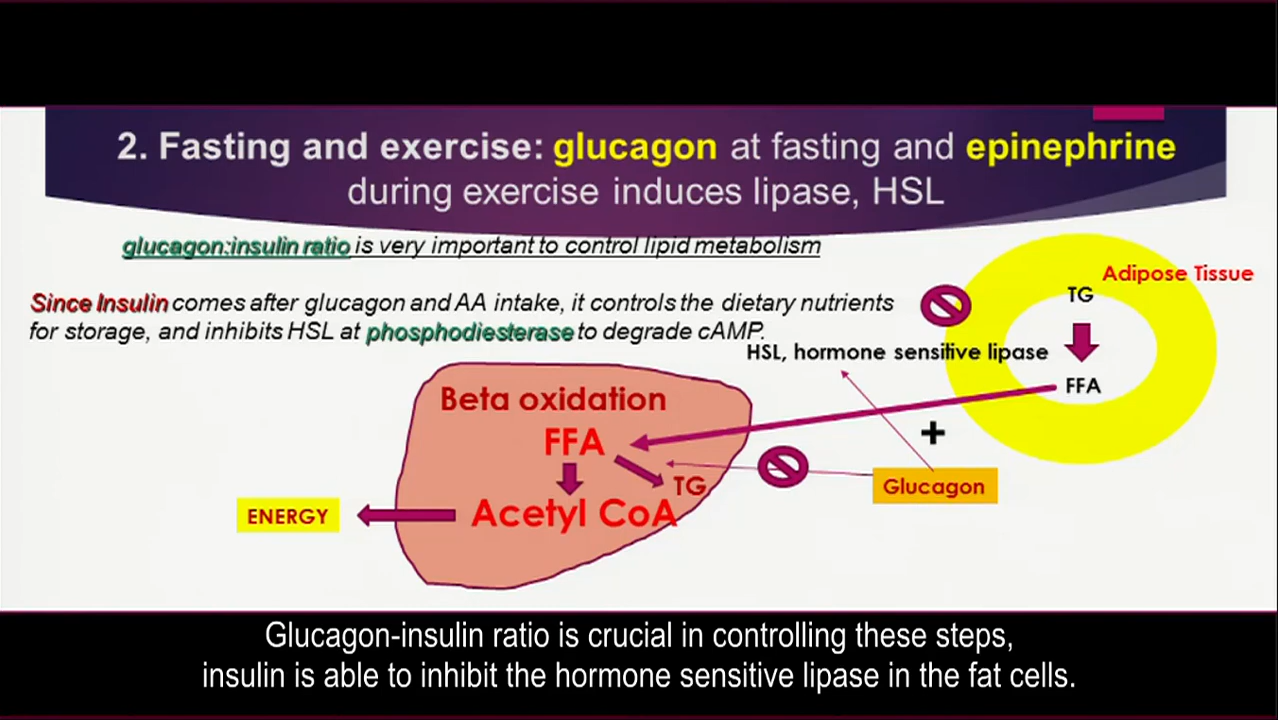 2. Fasting and exercise: glucagon at fasting and epinephrine
during exercise induces lipase, HSL
glucagon:insulin ratio is very important to control lipid metabolism
Adipose Tissue
TG
Since Insulin comes after glucagon and AA intake, it controls the dietary nutrients
for storage, and inhibits HSL at phosphodiesterase to degrade cAMP.
HSL, hormone sensitive lipase
FFA
Beta oxidation
FFA
+
TG
Glucagon
Acetyl CoA
ENERGY
Glucagon-insulin ratio is crucial in controlling these steps,
insulin is able to inhibit the hormone sensitive lipase in the fat cells.